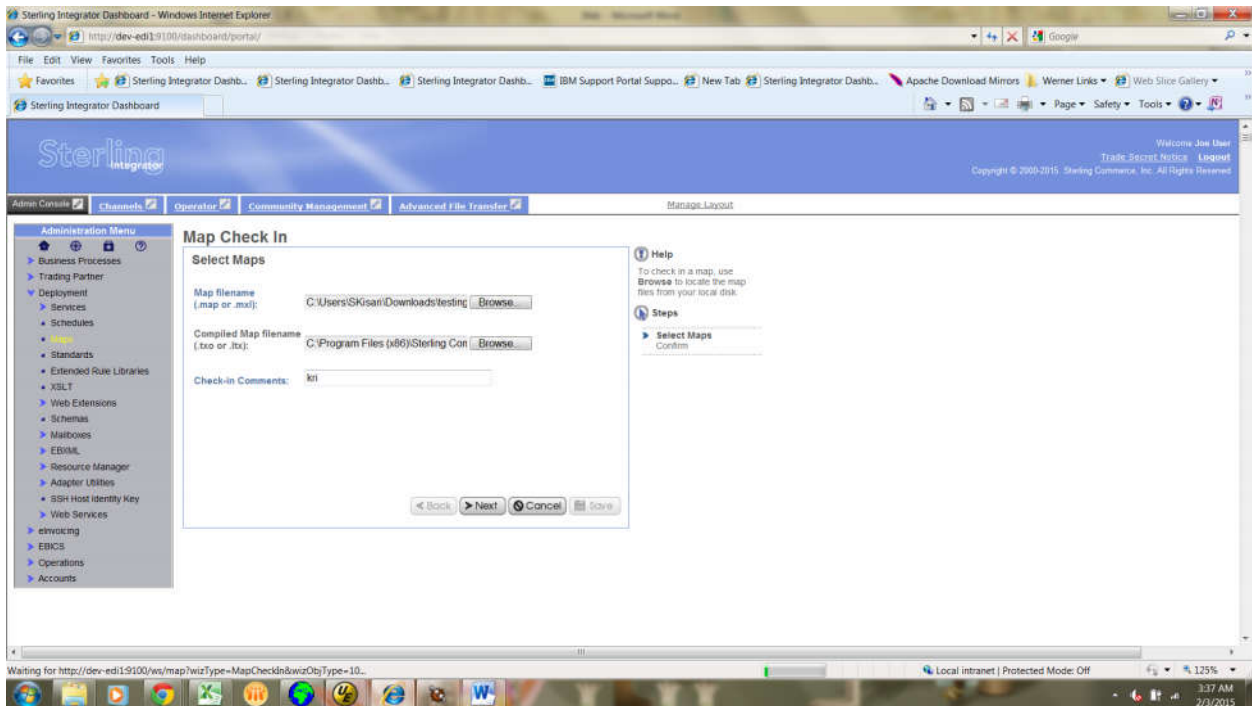 Sterling Integrator Dashboard - Windows Internet Explorer
http://dev-edi1:9100/dashboard/portal/
Google
File Edit View Favorites Tools Help
Favorites Sterling Integrator Dashb... Sterling Integrator Dashb... Sterling Integrator Dashb... IBM Support Portal Suppo... New Tab Sterling Integrator Dashb... Apache Download Mirrors Werner Links Web Slice Gallery
Sterling Integrator Dashboard
Page Safety Tools
Sterling
Integrator
Welcome Joe User
Trade Secret Notice Logout
Copyright © 2000-2015 Sterling Commerce, Inc. All Rights Reserved
Admin Console Channels Operator Community Management Advanced File Transfer Manage Layout
Administration Menu
Business Processes
Trading Partner
Deployment
Services
Schedules
Maps
Standards
Extended Rule Libraries
XSLT
Web Extensions
Schemas
Mailboxes
EBXML
Resource Manager
Adapter Utilities
SSH Host Identity Key
Web Services
eInvoicing
EBICS
Operations
Accounts
Map Check In
Select Maps
Map filename
(.map or .mxl): C:\Users\SKisan\Downloads\testing Browse...
Compiled Map filename
(.txo or .ltx): C:\Program Files (x86)\Sterling Con Browse...
Check-in Comments: kri
Back Next Cancel Save
Help
To check in a map, use
Browse to locate the map
files from your local disk.
Steps
Select Maps
Confirm
Waiting for http://dev-edi1:9100/ws/map?wizType=MapCheckIn&wizObjType=10...
Local intranet | Protected Mode: Off
125%
3:37 AM
2/3/2015